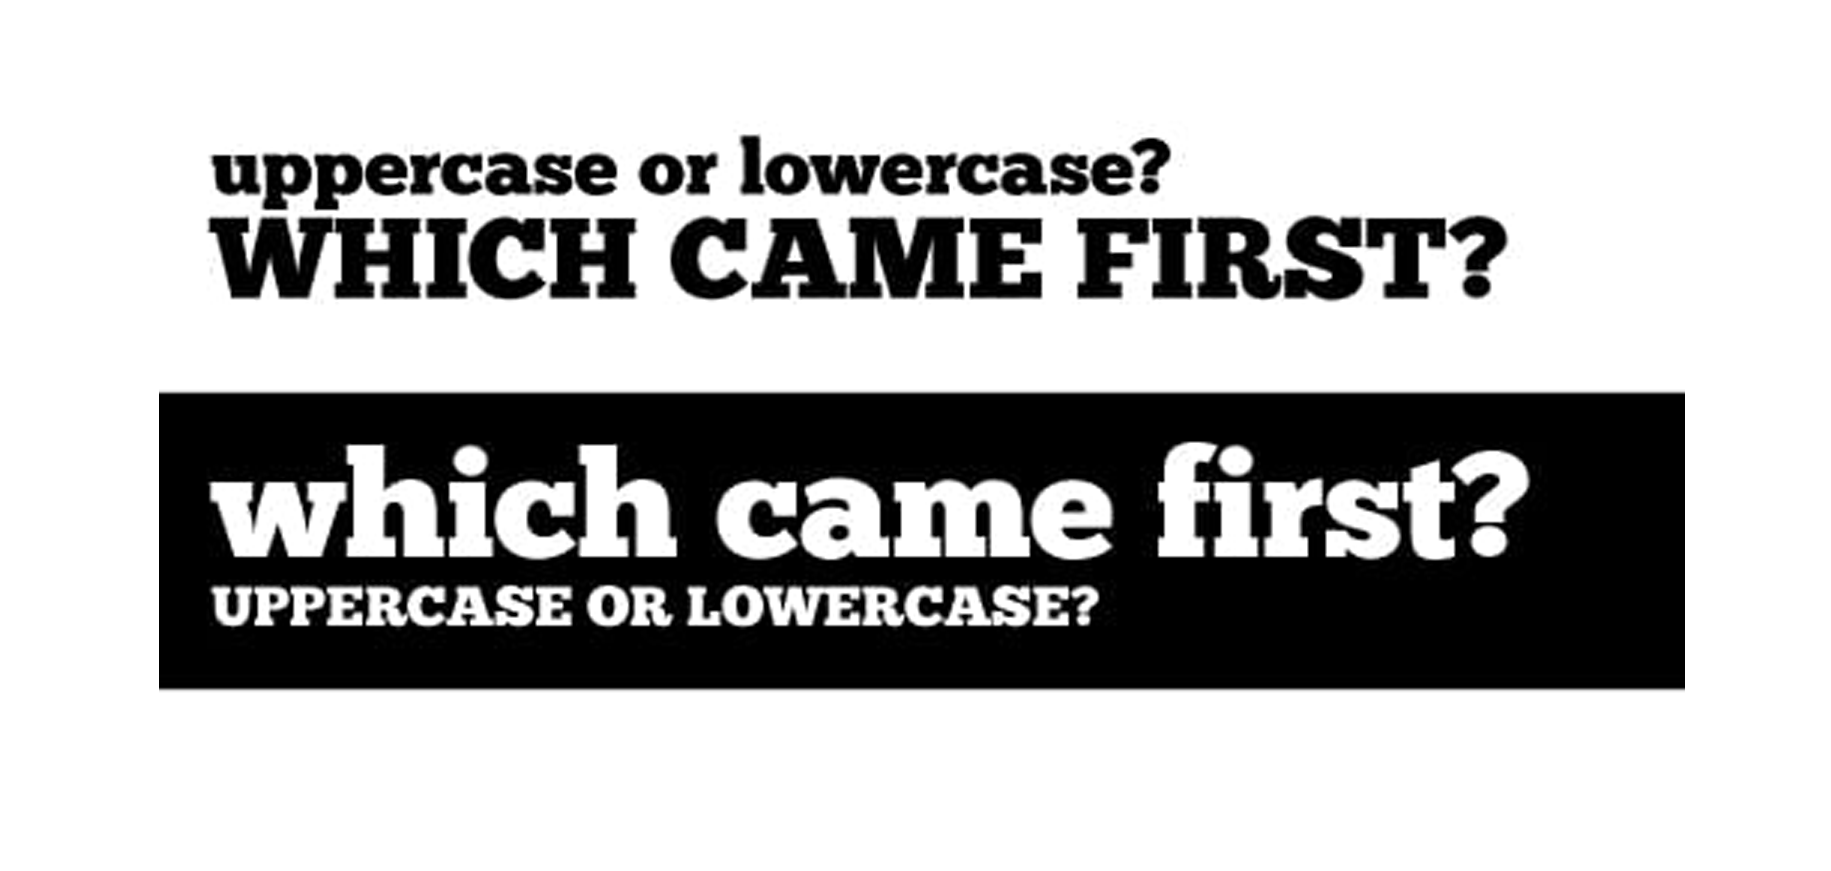 uppercase or lowercase?
WHICH CAME FIRST?
which came first?
UPPERCASE OR LOWERCASE?